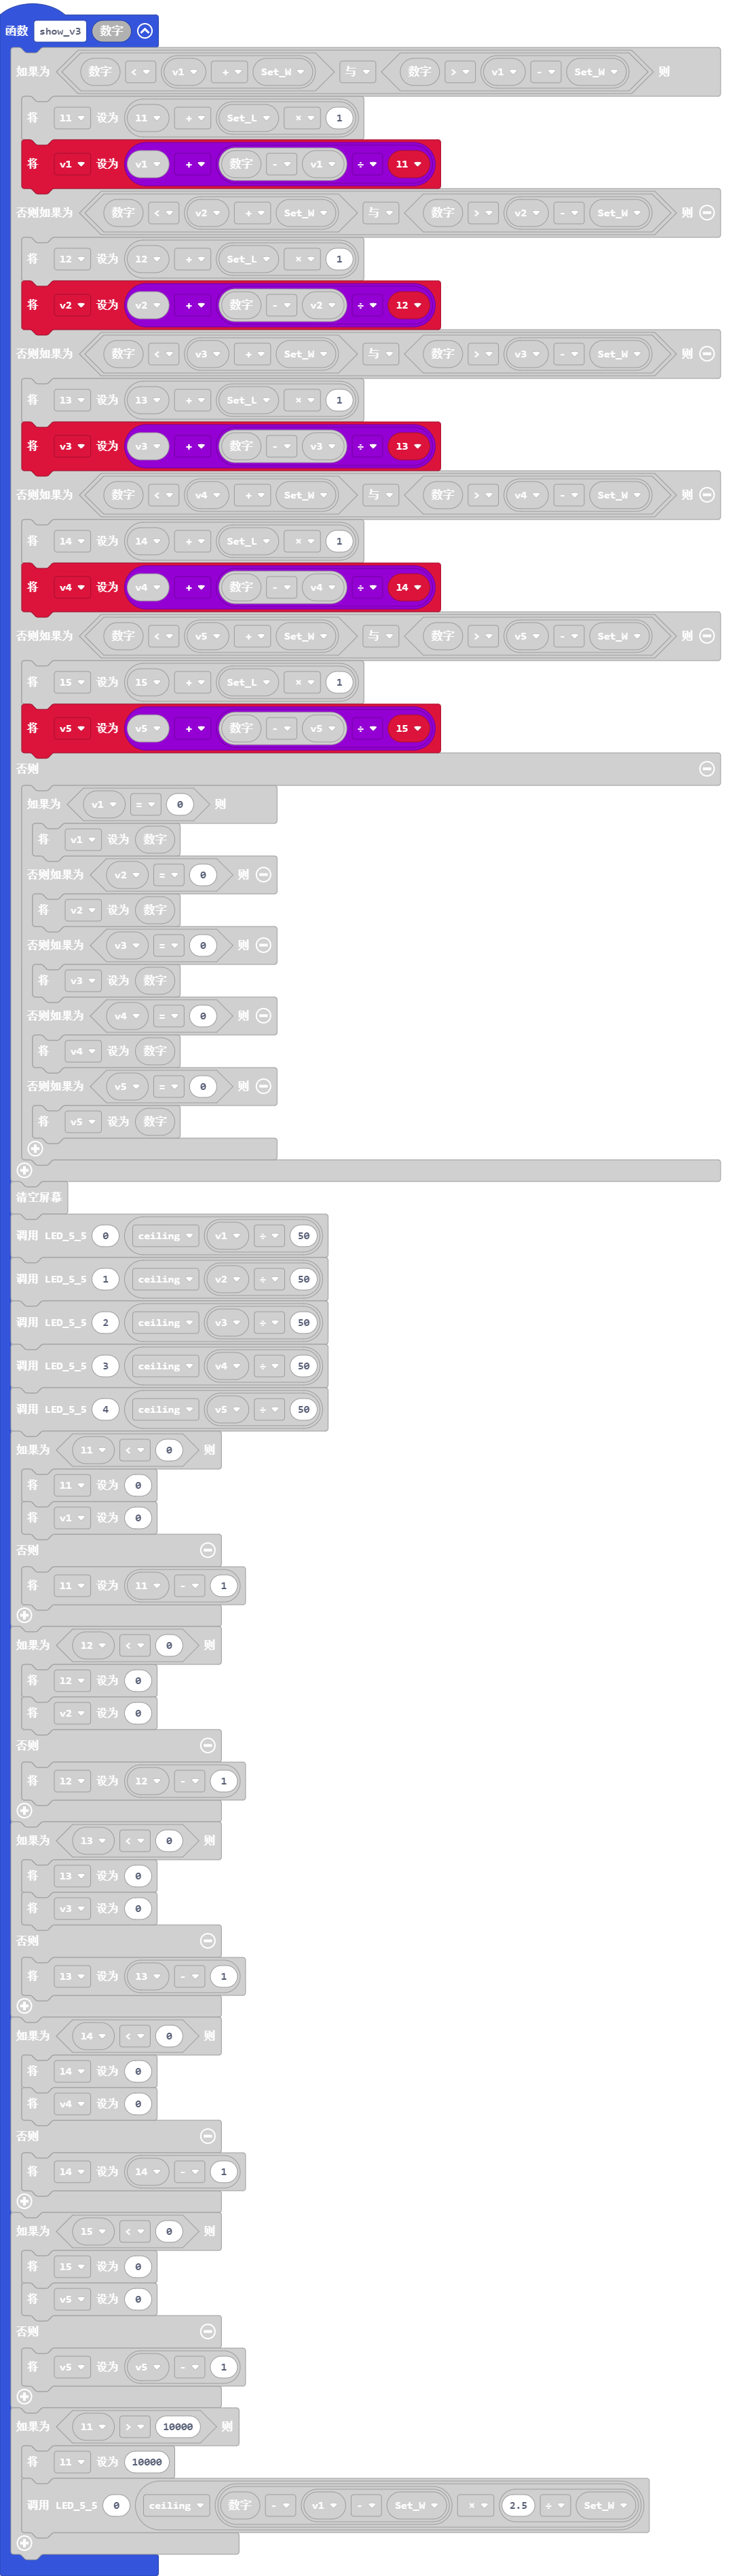 函数 show_v3 数字
如果为 数字 < v1 + Set_W 与 数字 > v1 - Set_W 则
将 l1 设为 l1 + Set_L × 1
将 v1 设为 v1 + 数字 - v1 ÷ l1
否则如果为 数字 < v2 + Set_W 与 数字 > v2 - Set_W 则
将 l2 设为 l2 + Set_L × 1
将 v2 设为 v2 + 数字 - v2 ÷ l2
否则如果为 数字 < v3 + Set_W 与 数字 > v3 - Set_W 则
将 l3 设为 l3 + Set_L × 1
将 v3 设为 v3 + 数字 - v3 ÷ l3
否则如果为 数字 < v4 + Set_W 与 数字 > v4 - Set_W 则
将 l4 设为 l4 + Set_L × 1
将 v4 设为 v4 + 数字 - v4 ÷ l4
否则如果为 数字 < v5 + Set_W 与 数字 > v5 - Set_W 则
将 l5 设为 l5 + Set_L × 1
将 v5 设为 v5 + 数字 - v5 ÷ l5
否则
如果为 v1 = 0 则
将 v1 设为 数字
否则如果为 v2 = 0 则
将 v2 设为 数字
否则如果为 v3 = 0 则
将 v3 设为 数字
否则如果为 v4 = 0 则
将 v4 设为 数字
否则如果为 v5 = 0 则
将 v5 设为 数字
清空屏幕
调用 LED_5_5 0 ceiling v1 ÷ 50
调用 LED_5_5 1 ceiling v2 ÷ 50
调用 LED_5_5 2 ceiling v3 ÷ 50
调用 LED_5_5 3 ceiling v4 ÷ 50
调用 LED_5_5 4 ceiling v5 ÷ 50
如果为 l1 < 0 则
将 l1 设为 0
将 v1 设为 0
否则
将 l1 设为 l1 - 1
如果为 l2 < 0 则
将 l2 设为 0
将 v2 设为 0
否则
将 l2 设为 l2 - 1
如果为 l3 < 0 则
将 l3 设为 0
将 v3 设为 0
否则
将 l3 设为 l3 - 1
如果为 l4 < 0 则
将 l4 设为 0
将 v4 设为 0
否则
将 l4 设为 l4 - 1
如果为 l5 < 0 则
将 l5 设为 0
将 v5 设为 0
否则
将 v5 设为 v5 - 1
如果为 l1 > 10000 则
将 l1 设为 10000
调用 LED_5_5 0 ceiling 数字 - v1 - Set_W × 2.5 ÷ Set_W